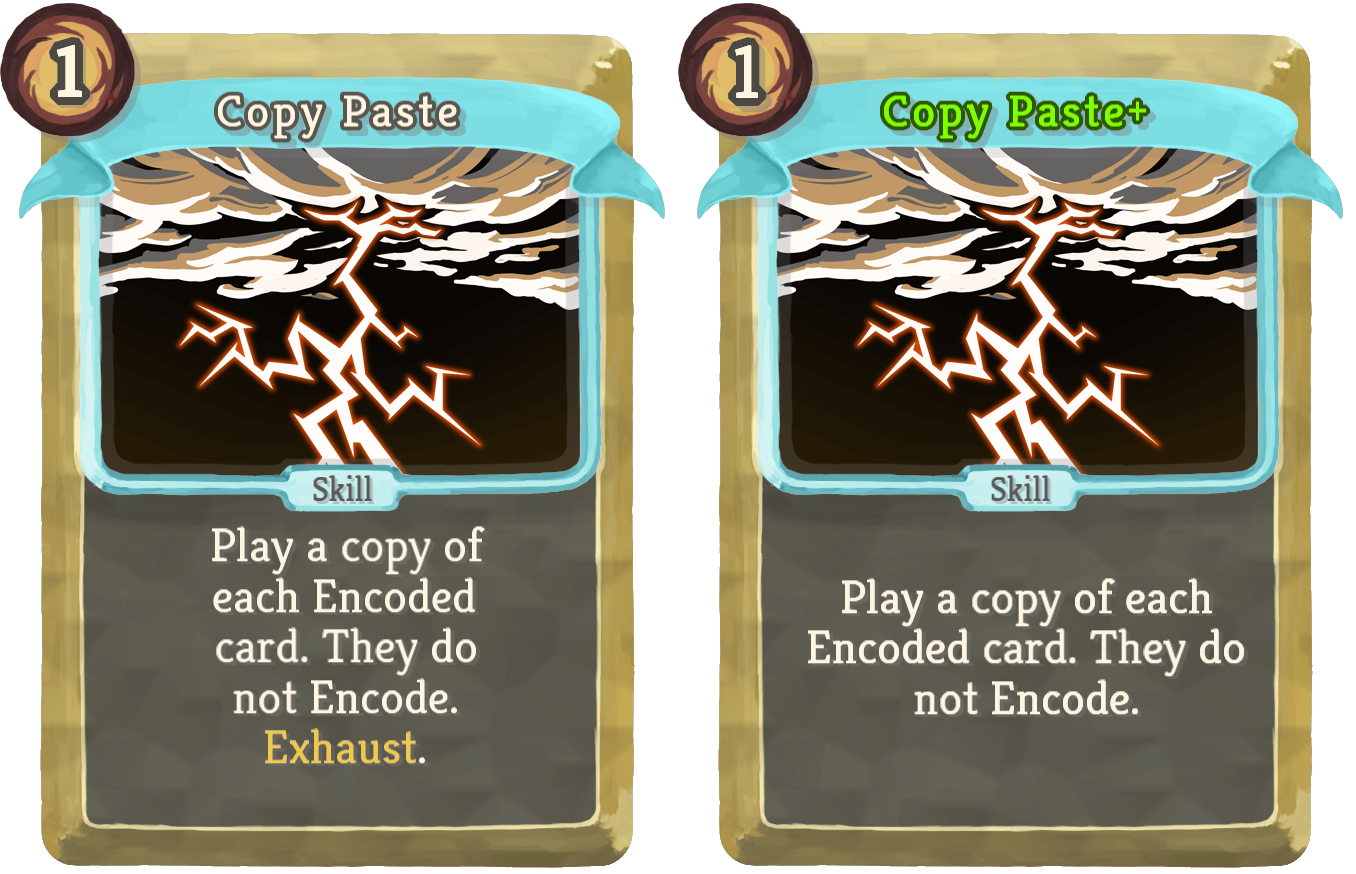 1
Copy Paste
Skill
Play a copy of
each Encoded
card. They do
not Encode.
Exhaust.
1
Copy Paste+
Skill
Play a copy of each
Encoded card. They do
not Encode.